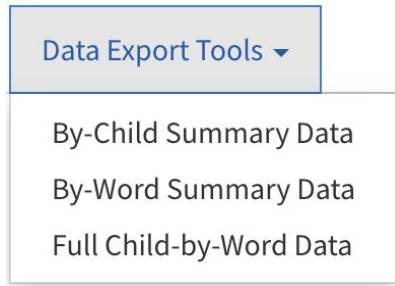 Data Export Tools
By-Child Summary Data
By-Word Summary Data
Full Child-by-Word Data